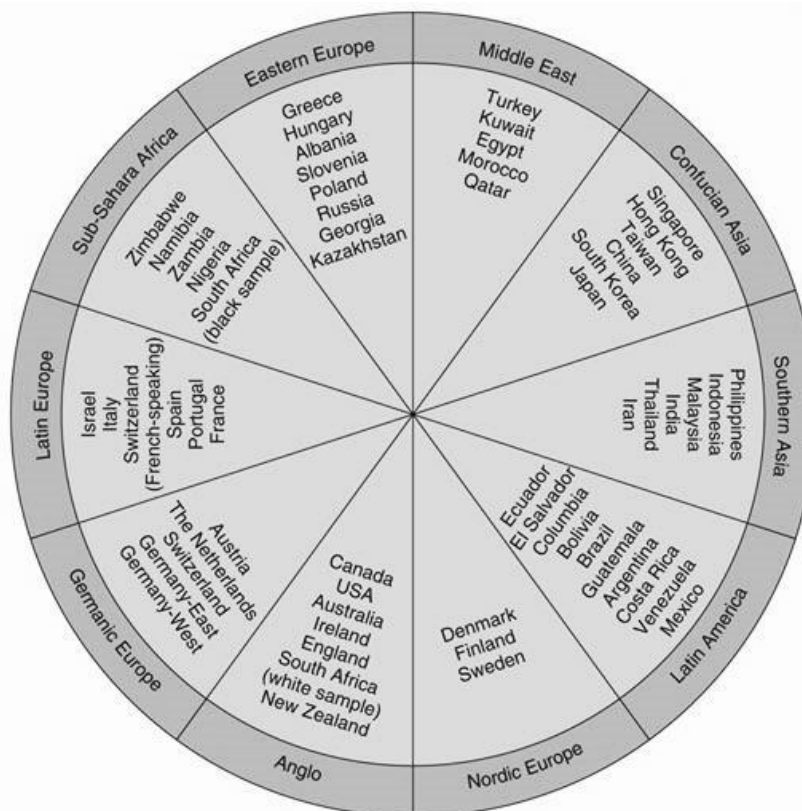 Eastern Europe
Greece
Hungary
Albania
Slovenia
Poland
Russia
Georgia
Kazakhstan
Middle East
Turkey
Kuwait
Egypt
Morocco
Qatar
Confucian Asia
Singapore
Hong Kong
Taiwan
China
South Korea
Japan
Southern Asia
Philippines
Indonesia
Malaysia
India
Thailand
Iran
Latin America
Ecuador
El Salvador
Columbia
Bolivia
Brazil
Guatemala
Argentina
Costa Rica
Venezuela
Mexico
Nordic Europe
Denmark
Finland
Sweden
Anglo
Canada
USA
Australia
Ireland
England
South Africa
(white sample)
New Zealand
Germanic Europe
Austria
The Netherlands
Switzerland
Germany-East
Germany-West
Latin Europe
Israel
Italy
Switzerland
(French-speaking)
Spain
Portugal
France
Sub-Sahara Africa
Zimbabwe
Namibia
Zambia
Nigeria
South Africa
(black sample)